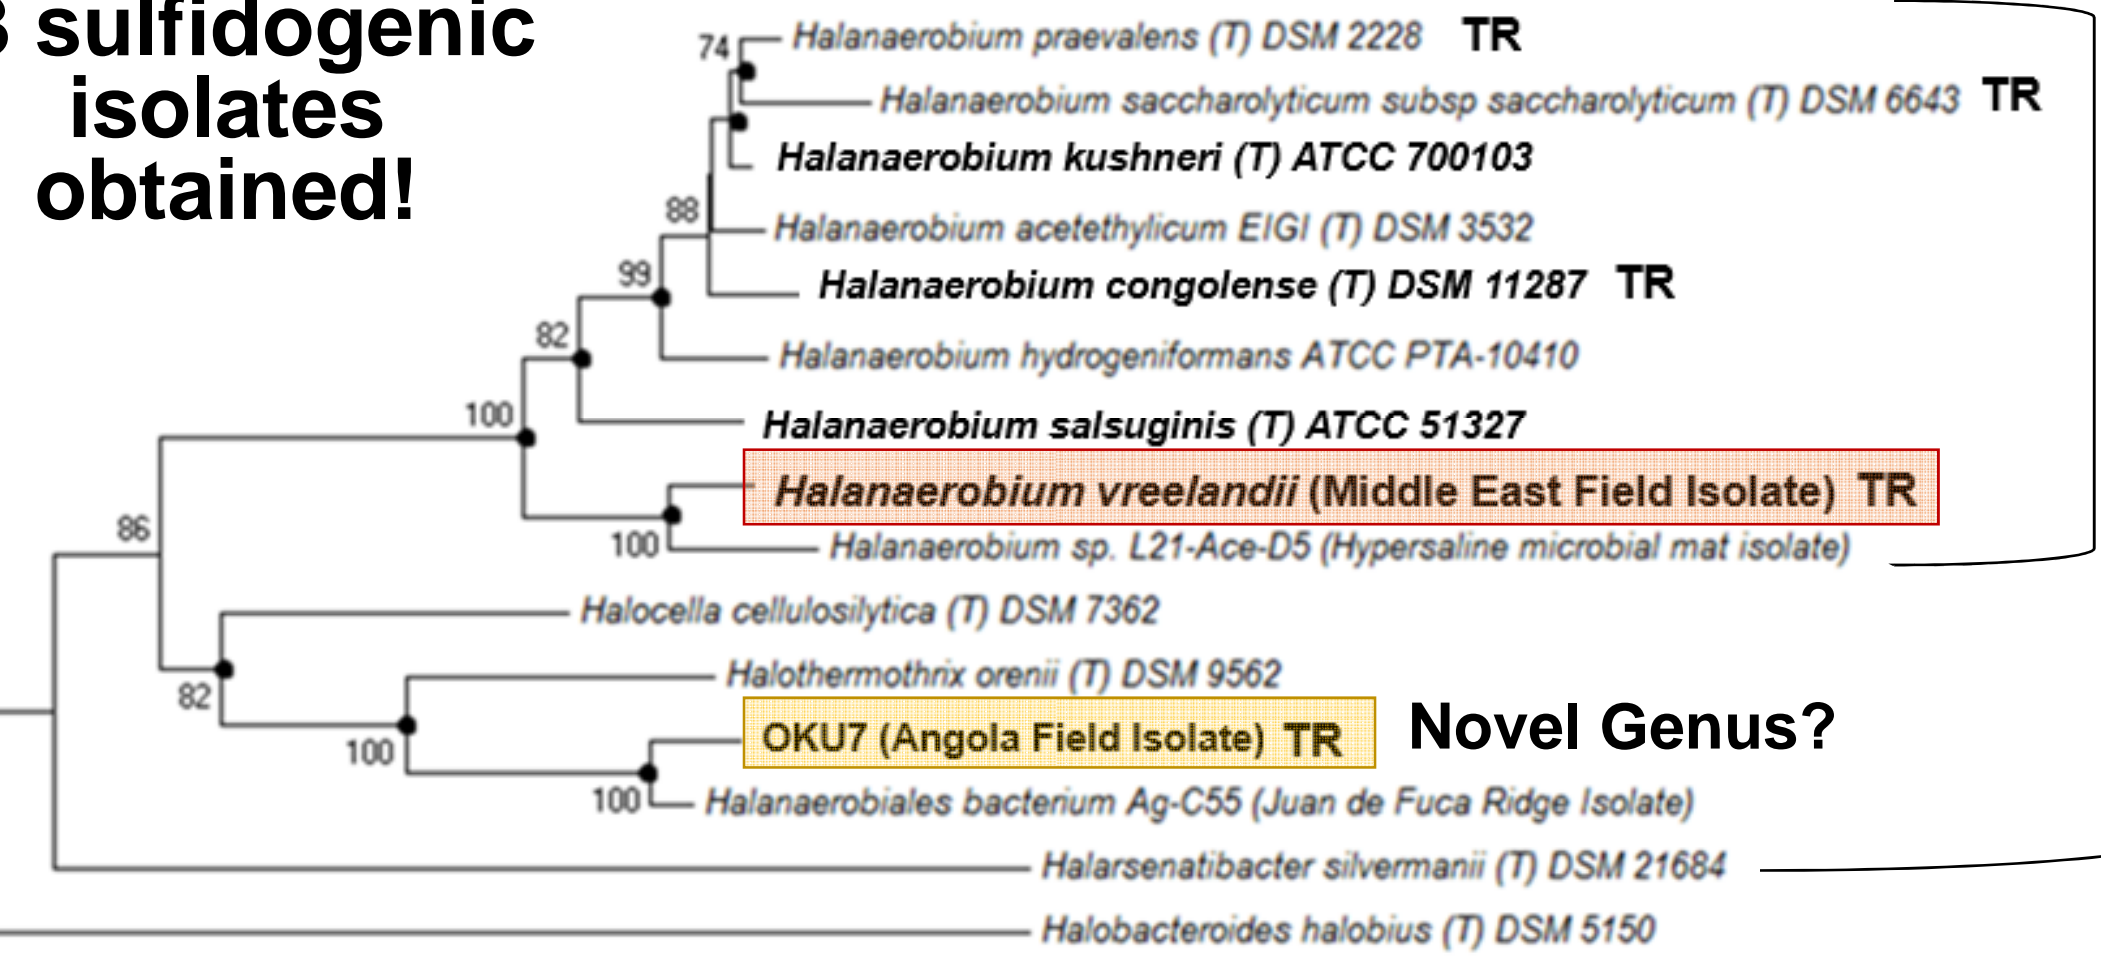 3 sulfidogenic
isolates
obtained!
74
Halanaerobium praevalens (T) DSM 2228 TR
Halanaerobium saccharolyticum subsp saccharolyticum (T) DSM 6643 TR
Halanaerobium kushneri (T) ATCC 700103
88
Halanaerobium acetethylicum EIGI (T) DSM 3532
99
Halanaerobium congolense (T) DSM 11287 TR
82
Halanaerobium hydrogeniformans ATCC PTA-10410
100
Halanaerobium salsuginis (T) ATCC 51327
Halanaerobium vreelandii (Middle East Field Isolate) TR
86
100
Halanaerobium sp. L21-Ace-D5 (Hypersaline microbial mat isolate)
Halocella cellulosilytica (T) DSM 7362
82
Halothermothrix orenii (T) DSM 9562
OKU7 (Angola Field Isolate) TR Novel Genus?
100
100
Halanaerobiales bacterium Ag-C55 (Juan de Fuca Ridge Isolate)
Halarsenatibacter silvermanii (T) DSM 21684
Halobacteroides halobius (T) DSM 5150